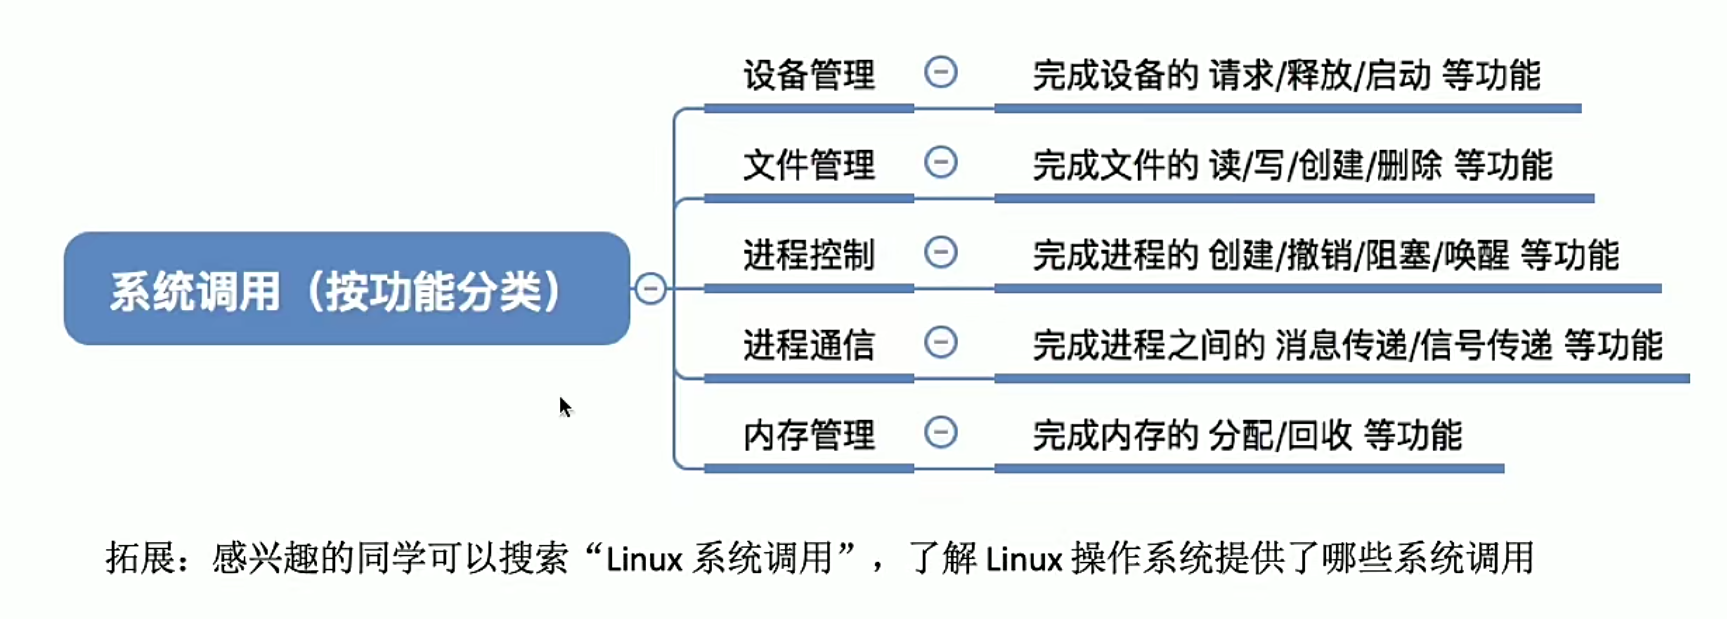 设备管理 完成设备的 请求/释放/启动 等功能
文件管理 完成文件的 读/写/创建/删除 等功能
进程控制 完成进程的 创建/撤销/阻塞/唤醒 等功能
系统调用（按功能分类）
进程通信 完成进程之间的 消息传递/信号传递 等功能
内存管理 完成内存的 分配/回收 等功能
拓展：感兴趣的同学可以搜索“Linux 系统调用”，了解 Linux 操作系统提供了哪些系统调用